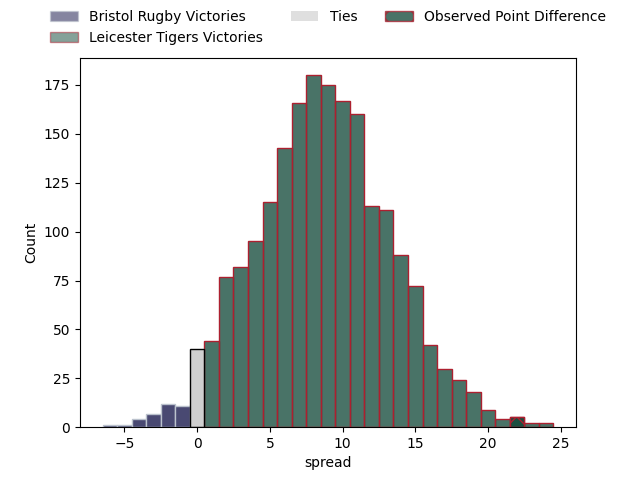 Bristol Rugby Victories
Ties
Observed Point Difference
Leicester Tigers Victories
175
150
125
100
75
50
25
0
Count
−5
0
5
10
15
20
25
spread